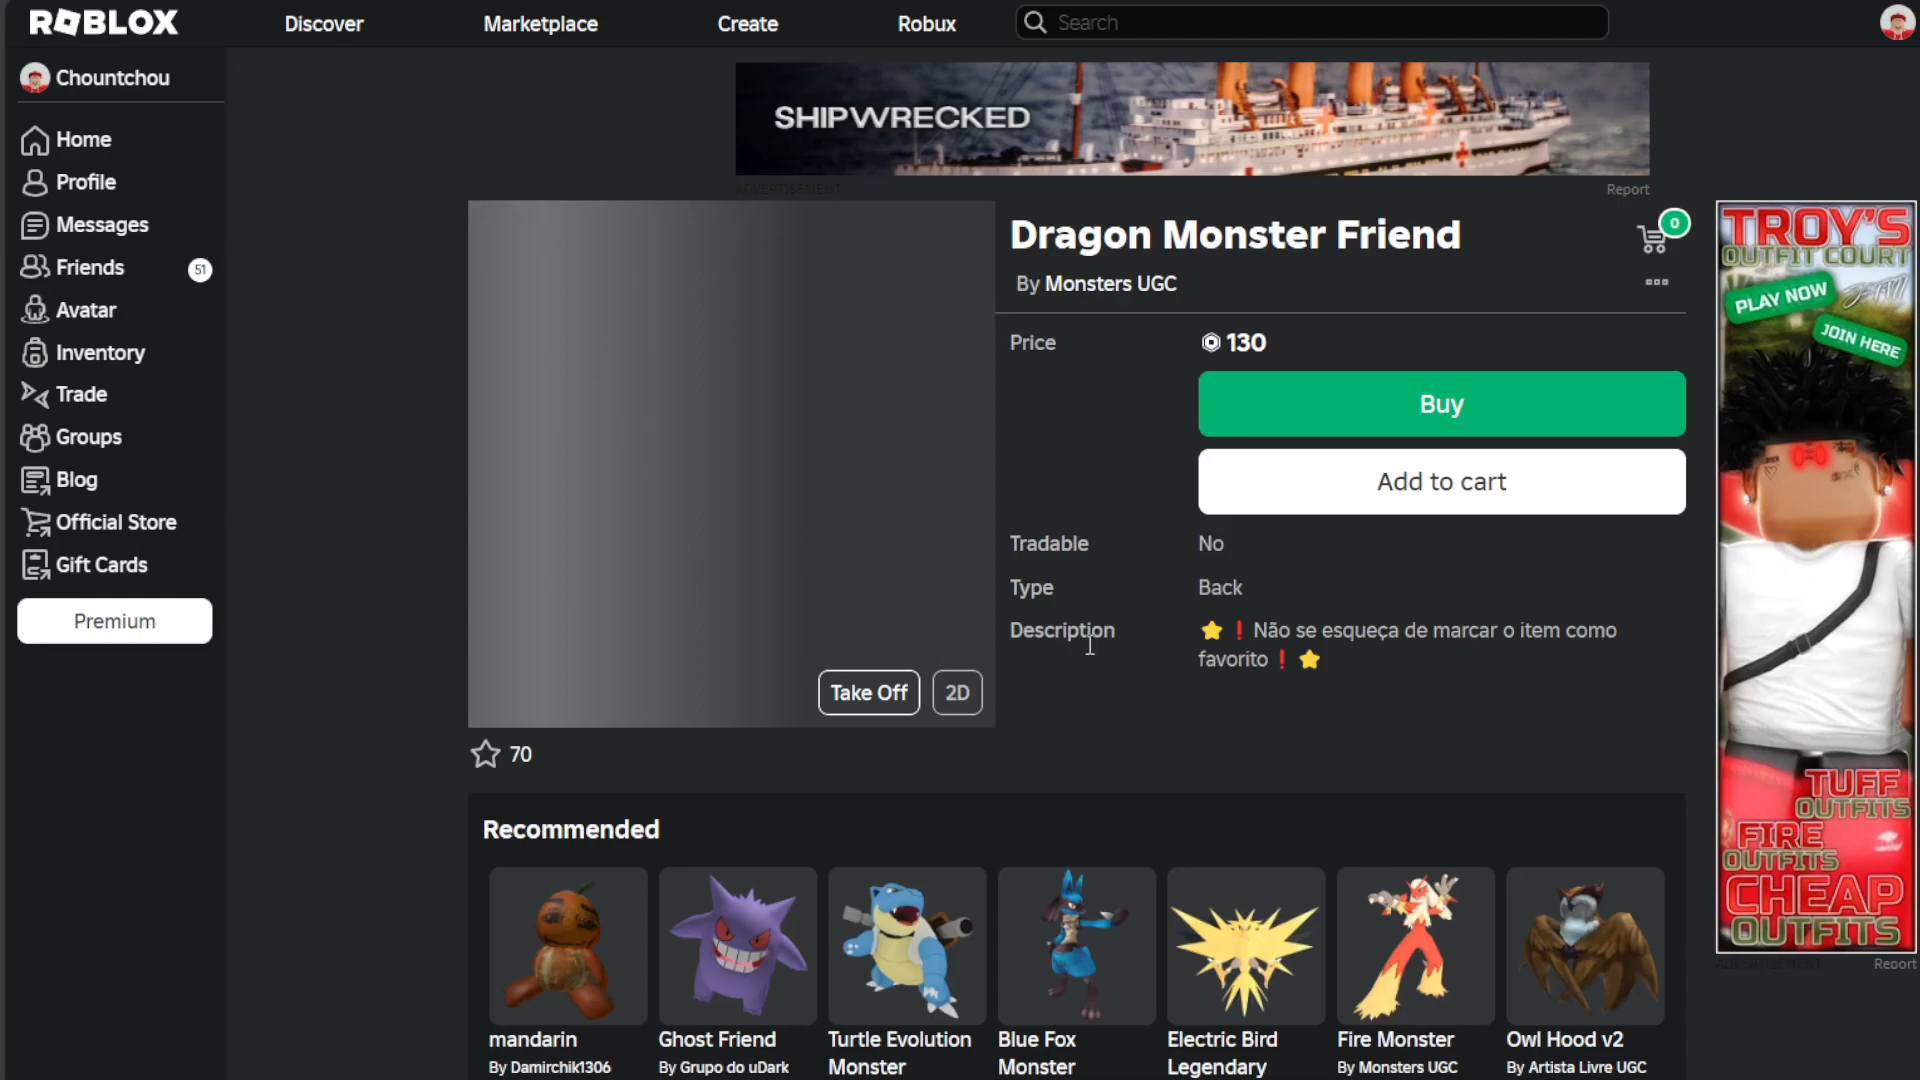 ROBLOX
Discover
Marketplace
Create
Robux
Search
Chountchou
Home
Profile
Messages
Friends
51
Avatar
Inventory
Trade
Groups
Blog
Official Store
Gift Cards
Premium
SHIPWRECKED
ADVERTISEMENT
Report
Dragon Monster Friend
0
By Monsters UGC
Price
130
Buy
Add to cart
Tradable
No
Type
Back
Description
⭐❗Não se esqueça de marcar o item como
favorito❗⭐
Take Off
2D
70
Recommended
mandarin
By Damirchik1306
Ghost Friend
By Grupo do uDark
Turtle Evolution
Monster
Blue Fox
Monster
Electric Bird
Legendary
Fire Monster
By Monsters UGC
Owl Hood v2
By Artista Livre UGC
TROY'S
OUTFIT COURT
PLAY NOW
JOIN HERE
TUFF
OUTFITS
FIRE
OUTFITS
CHEAP
OUTFITS
Report